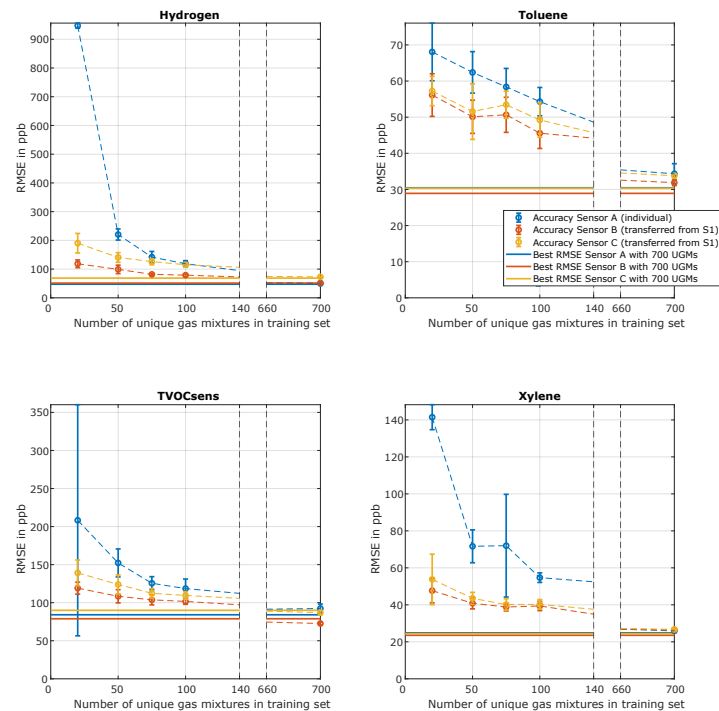 Hydrogen
900
800
700
600
500
400
300
200
100
0
RMSE in ppb
0 50 100 140 660 700
Number of unique gas mixtures in training set
Toluene
70
60
50
40
30
20
10
0
RMSE in ppb
Accuracy Sensor A (individual)
Accuracy Sensor B (transferred from S1)
Accuracy Sensor C (transferred from S1)
Best RMSE Sensor A with 700 UGMs
Best RMSE Sensor B with 700 UGMs
Best RMSE Sensor C with 700 UGMs
0 50 100 140 660 700
Number of unique gas mixtures in training set
TVOCsens
350
300
250
200
150
100
50
0
RMSE in ppb
0 50 100 140 660 700
Number of unique gas mixtures in training set
Xylene
140
120
100
80
60
40
20
0
RMSE in ppb
0 50 100 140 660 700
Number of unique gas mixtures in training set